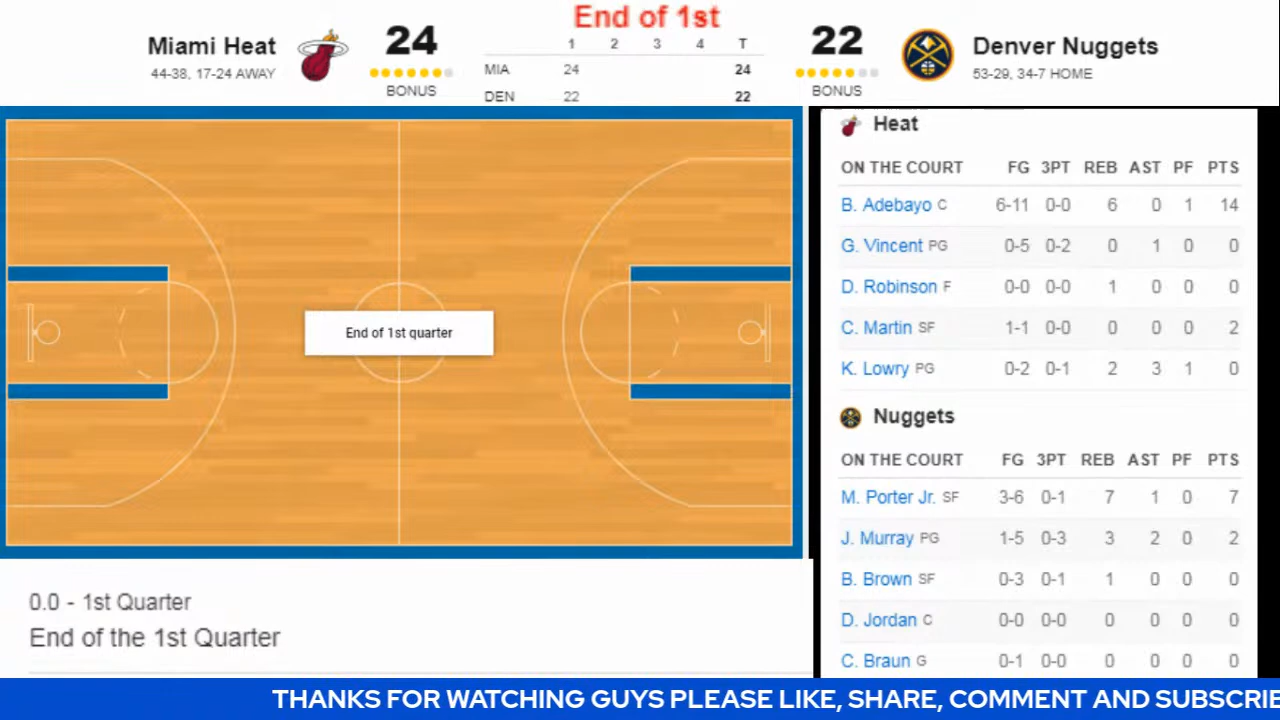 End of 1st
Miami Heat
44-38, 17-24 AWAY
24
BONUS
1 2 3 4 T
MIA 24 24
DEN 22 22
22
BONUS
Denver Nuggets
53-29, 34-7 HOME
End of 1st quarter
0.0 - 1st Quarter
End of the 1st Quarter
Heat
ON THE COURT FG 3PT REB AST PF PTS
B. Adebayo C 6-11 0-0 6 0 1 14
G. Vincent PG 0-5 0-2 0 1 0 0
D. Robinson F 0-0 0-0 1 0 0 0
C. Martin SF 1-1 0-0 0 0 0 2
K. Lowry PG 0-2 0-1 2 3 1 0
Nuggets
ON THE COURT FG 3PT REB AST PF PTS
M. Porter Jr. SF 3-6 0-1 7 1 0 7
J. Murray PG 1-5 0-3 3 2 0 2
B. Brown SF 0-3 0-1 1 0 0 0
D. Jordan C 0-0 0-0 0 0 0 0
C. Braun G 0-1 0-0 0 0 0 0
THANKS FOR WATCHING GUYS PLEASE LIKE, SHARE, COMMENT AND SUBSCRIE